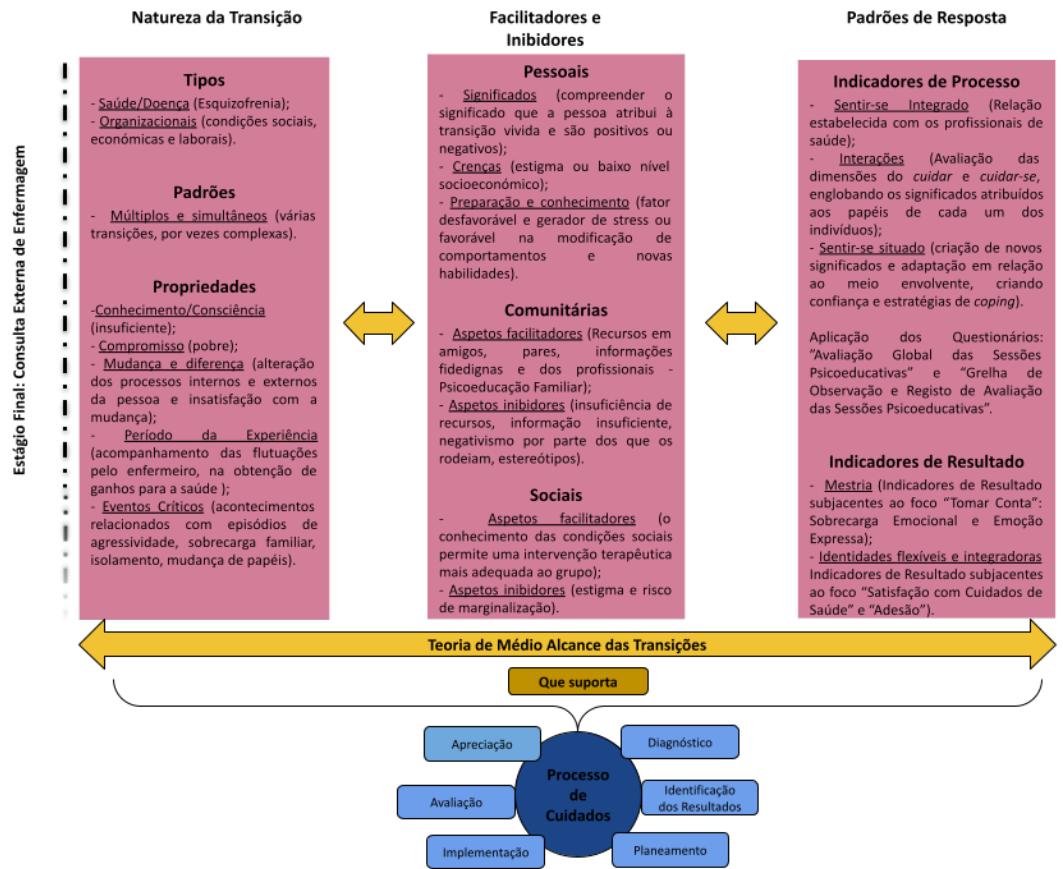 Natureza da Transição
Facilitadores e
Inibidores
Padrões de Resposta
Estágio Final: Consulta Externa de Enfermagem
Tipos
- Saúde/Doença (Esquizofrenia);
- Organizacionais (condições sociais,
económicas e laborais).
Padrões
- Múltiplos e simultâneos (várias
transições, por vezes complexas).
Propriedades
-Conhecimento/Consciência
(insuficiente);
- Compromisso (pobre);
- Mudança e diferença (alteração
dos processos internos e externos
da pessoa e insatisfação com a
mudança);
- Período da Experiência
(acompanhamento das flutuações
pelo enfermeiro, na obtenção de
ganhos para a saúde );
- Eventos Críticos (acontecimentos
relacionados com episódios de
agressividade, sobrecarga familiar,
isolamento, mudança de papéis).
Pessoais
- Significados (compreender o
significado que a pessoa atribui à
transição vivida e são positivos ou
negativos);
- Crenças (estigma ou baixo nível
socioeconómico);
- Preparação e conhecimento (fator
desfavorável e gerador de stress ou
favorável na modificação de
comportamentos e novas
habilidades).
Comunitárias
- Aspetos facilitadores (Recursos em
amigos, pares, informações
fidedignas e dos profissionais -
Psicoeducação Familiar);
- Aspetos inibidores (insuficiência de
recursos, informação insuficiente,
negativismo por parte dos que os
rodeiam, estereótipos).
Sociais
- Aspetos facilitadores (o
conhecimento das condições sociais
permite uma intervenção terapêutica
mais adequada ao grupo);
- Aspetos inibidores (estigma e risco
de marginalização).
Indicadores de Processo
- Sentir-se Integrado (Relação
estabelecida com os profissionais de
saúde);
- Interações (Avaliação das
dimensões do cuidar e cuidar-se,
englobando os significados atribuídos
aos papéis de cada um dos
indivíduos);
- Sentir-se situado (criação de novos
significados e adaptação em relação
ao meio envolvente, criando
confiança e estratégias de coping).
Aplicação dos Questionários:
"Avaliação Global das Sessões
Psicoeducativas" e "Grelha de
Observação e Registo de Avaliação
das Sessões Psicoeducativas".
Indicadores de Resultado
- Mestria (Indicadores de Resultado
subjacentes ao foco "Tomar Conta":
Sobrecarga Emocional e Emoção
Expressa);
- Identidades flexíveis e integradoras
Indicadores de Resultado subjacentes
ao foco "Satisfação com Cuidados de
Saúde" e "Adesão").
Teoria de Médio Alcance das Transições
Que suporta
Apreciação
Diagnóstico
Processo
de
Cuidados
Avaliação
Identificação
dos Resultados
Implementação
Planeamento